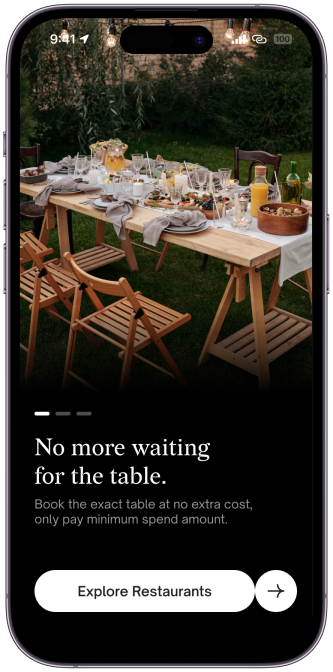 9:41
100
No more waiting
for the table.
Book the exact table at no extra cost,
only pay minimum spend amount.
Explore Restaurants